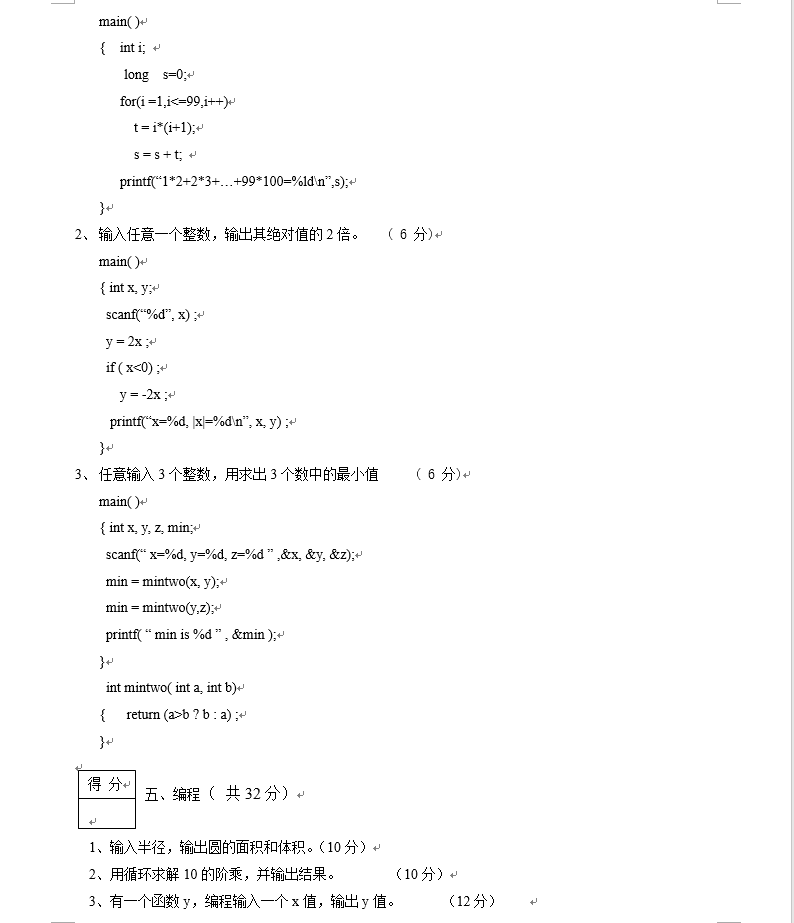 main( )
{ int i;
long s=0;
for(i =1,i<=99,i++)
t = i*(i+1);
s = s + t;
printf(“1*2+2*3+…+99*100=%ld\n”,s);
}
2、输入任意一个整数，输出其绝对值的 2 倍。 （ 6 分）
main( )
{ int x, y;
scanf(“%d”, x) ;
y = 2x ;
if ( x<0) ;
y = -2x ;
printf(“x=%d, |x|=%d\n”, x, y) ;
}
3、任意输入 3 个整数，用求出 3 个数中的最小值 （ 6 分）
main( )
{ int x, y, z, min;
scanf(“ x=%d, y=%d, z=%d ” ,&x, &y, &z);
min = mintwo(x, y);
min = mintwo(y,z);
printf( “ min is %d ” , &min );
}
int mintwo( int a, int b)
{ return (a>b ? b : a) ;
}
得 分
五、编程（ 共 32 分）
1、输入半径，输出圆的面积和体积。（10 分）
2、用循环求解 10 的阶乘，并输出结果。 （10 分）
3、有一个函数 y，编程输入一个 x 值，输出 y 值。 （12 分）